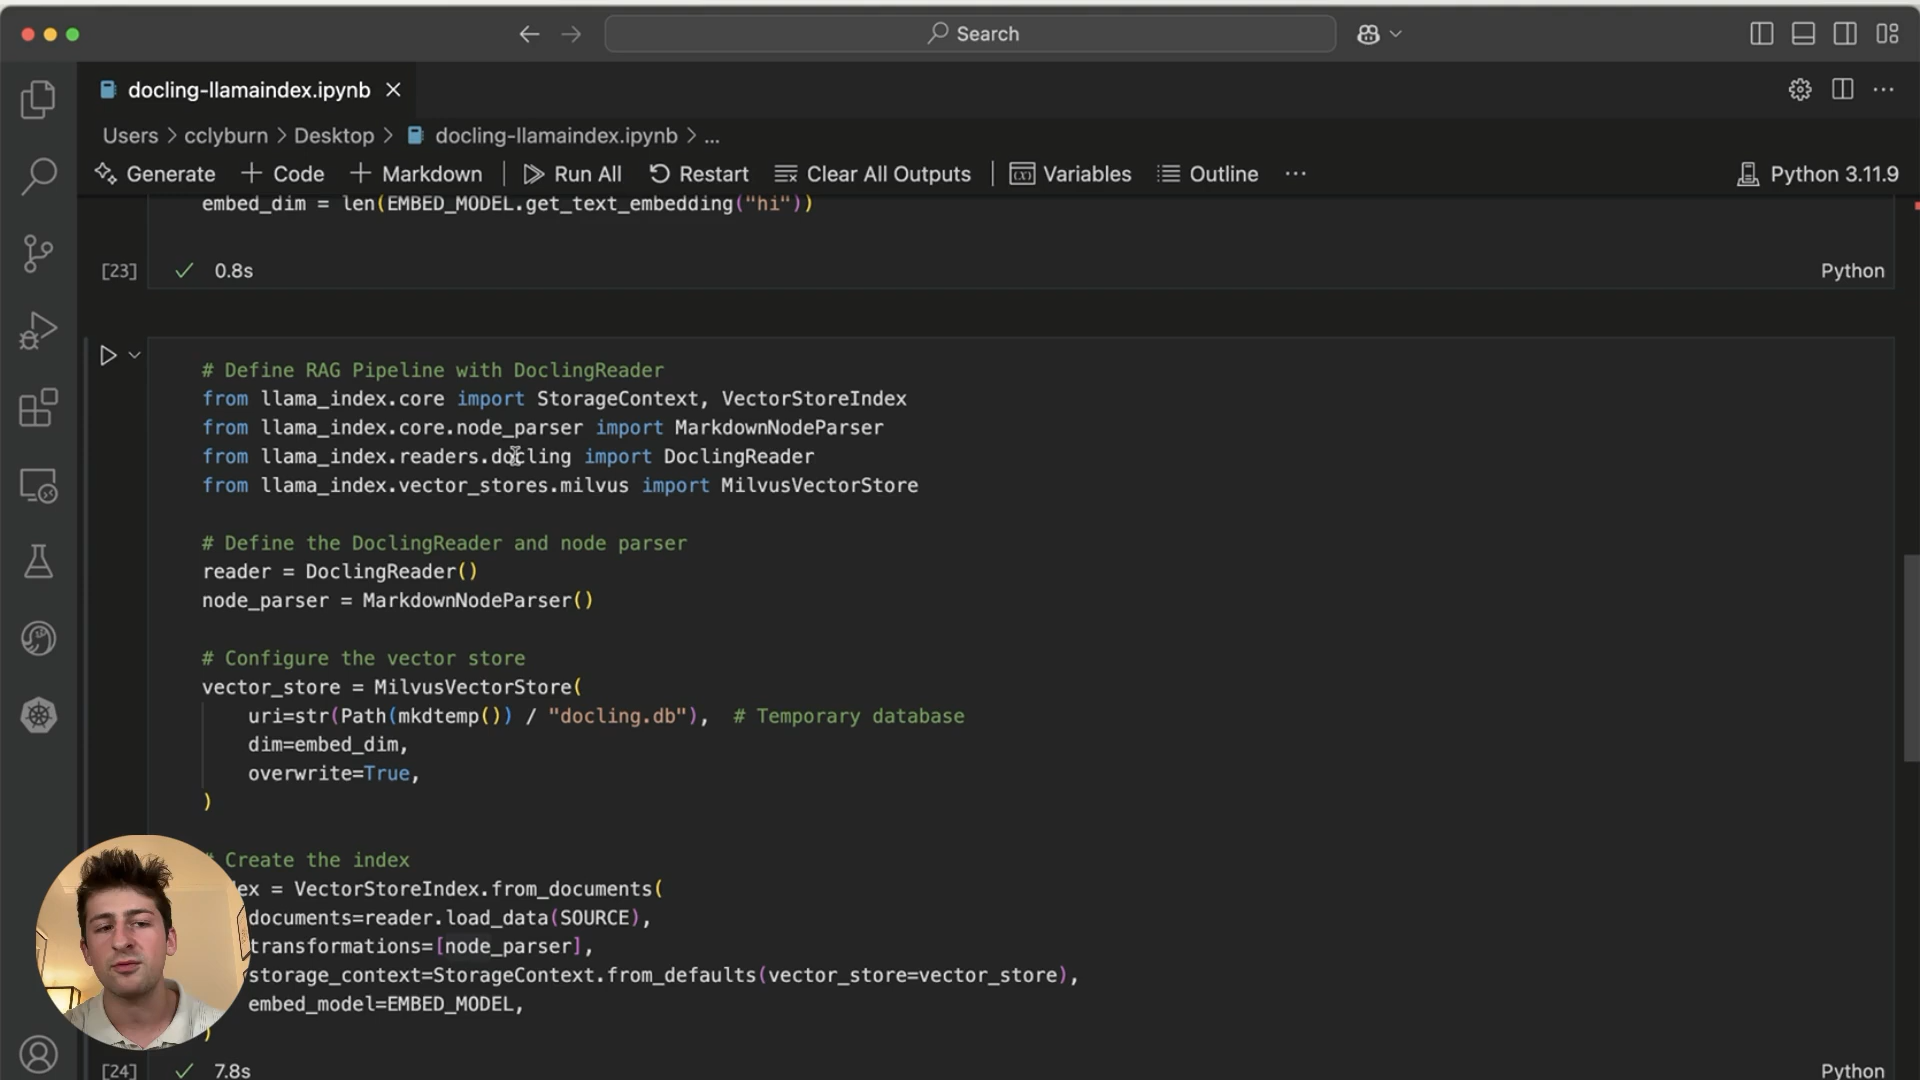 Search
docling-llamaindex.ipynb
Users > cclyburn > Desktop > docling-llamaindex.ipynb > ...
Generate + Code + Markdown Run All Restart Clear All Outputs Variables Outline ... Python 3.11.9
embed_dim = len(EMBED_MODEL.get_text_embedding("hi"))
[23] 0.8s Python
# Define RAG Pipeline with DoclingReader
from llama_index.core import StorageContext, VectorStoreIndex
from llama_index.core.node_parser import MarkdownNodeParser
from llama_index.readers.docling import DoclingReader
from llama_index.vector_stores.milvus import MilvusVectorStore
# Define the DoclingReader and node parser
reader = DoclingReader()
node_parser = MarkdownNodeParser()
# Configure the vector store
vector_store = MilvusVectorStore(
uri=str(Path(mkdtemp()) / "docling.db"), # Temporary database
dim=embed_dim,
overwrite=True,
)
Create the index
ex = VectorStoreIndex.from_documents(
documents=reader.load_data(SOURCE),
transformations=[node_parser],
storage_context=StorageContext.from_defaults(vector_store=vector_store),
embed_model=EMBED_MODEL,
)
[24] 7.8s Python